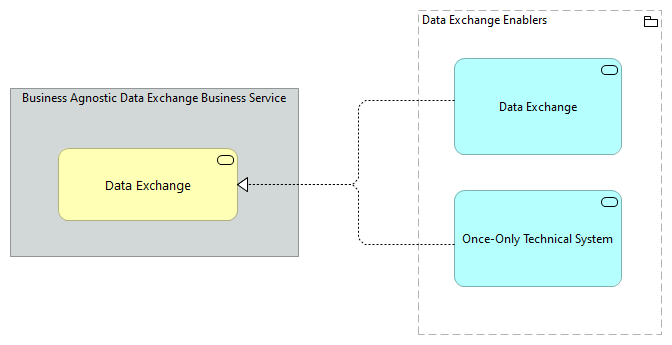 Data Exchange Enablers
Business Agnostic Data Exchange Business Service
Data Exchange
Data Exchange
Once-Only Technical System